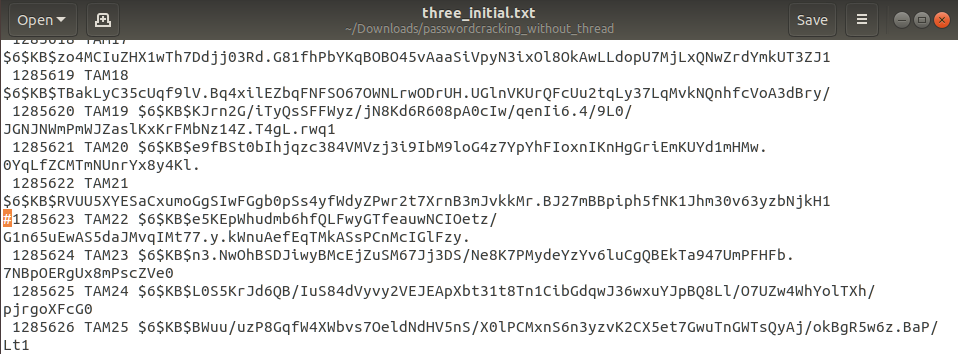 Open
three_initial.txt
~/Downloads/passwordcracking_without_thread
Save
1285618 TAM17
$6$KB$zo4MCIuZHX1wTh7Ddjj03Rd.G81fhPbYKqBOBO45vAaaSiVpyN3ixOl8OkAwLLdopU7MjLxQNwZrdYmkUT3ZJ1
1285619 TAM18
$6$KB$TBakLyC35cUqf9lV.Bq4xilEZbqFNFSO67OWNLrwODrUH.UGlnVKUrQFcUu2tqLy37LqMvkNQnhfcVoA3dBry/
1285620 TAM19 $6$KB$KJrn2G/iTyQsSFFWyz/jN8Kd6R608pA0cIw/qenIi6.4/9L0/
JGNJNWmPmWJZaslKxKrFMbNz14Z.T4gL.rwq1
1285621 TAM20 $6$KB$e9fBSt0bIhjqzc384VMVzj3i9IbM9loG4z7YpYhFIoxnIKnHgGriEmKUYd1mHMw.
0YqLfZCMTmNUnrYx8y4Kl.
1285622 TAM21
$6$KB$RVUU5XYESaCxumoGgSIwFGgb0pSs4yfWdyZPwr2t7XrnB3mJvkkMr.BJ27mBBpiph5fNK1Jhm30v63yzbNjkH1
#1285623 TAM22 $6$KB$e5KEpWhudmb6hfQLFwyGTfeauwNCIOetz/
G1n65uEwAS5daJMvqIMt77.y.kWnuAefEqTMkASsPCnMcIGlFzy.
1285624 TAM23 $6$KB$n3.NwOhBSDJiwyBMcEjZuSM67Jj3DS/Ne8K7PMydeYzYv6luCgQBEkTa947UmPFHFb.
7NBpOERgUx8mPscZVe0
1285625 TAM24 $6$KB$L0S5KrJd6QB/IuS84dVyvy2VEJEApXbt31t8Tn1CibGdqwJ36wxuYJpBQ8Ll/O7UZw4WhYolTXh/
pjrgoXFcG0
1285626 TAM25 $6$KB$BWuu/uzP8GqfW4XWbvs7OeldNdHV5nS/X0lPCMxnS6n3yzvK2CX5et7GwuTnGWTsQyAj/okBgR5w6z.BaP/
Lt1